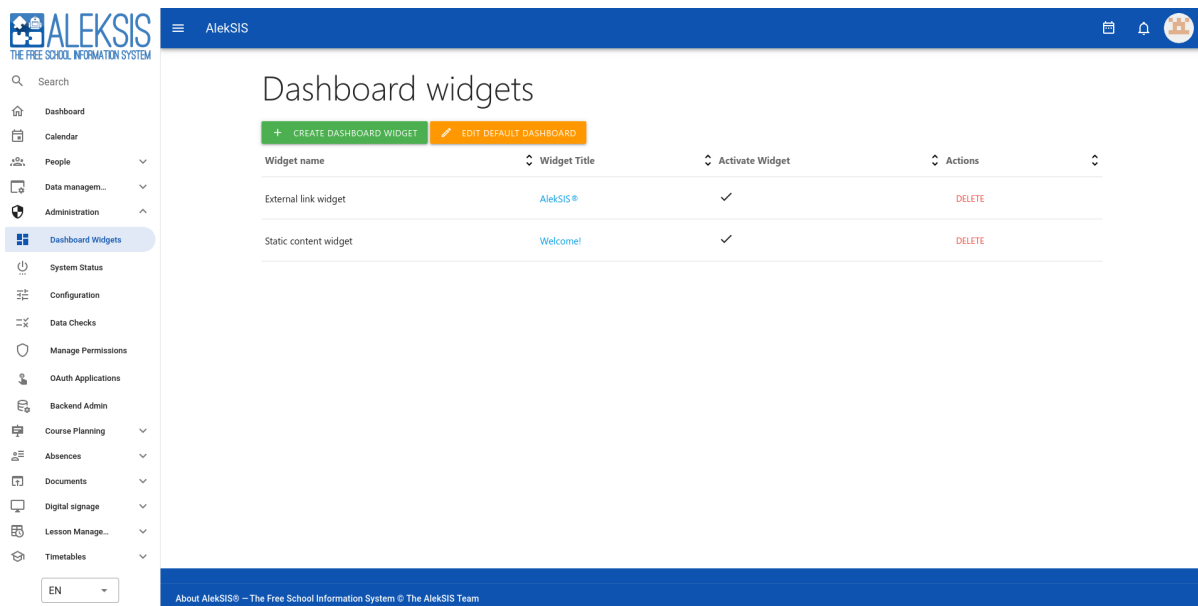 ALEKSIS
THE FREE SCHOOL INFORMATION SYSTEM
AlekSIS
Search
Dashboard
Calendar
People
Data managem...
Administration
Dashboard Widgets
System Status
Configuration
Data Checks
Manage Permissions
OAuth Applications
Backend Admin
Course Planning
Absences
Documents
Digital signage
Lesson Manage...
Timetables
EN
Dashboard widgets
CREATE DASHBOARD WIDGET EDIT DEFAULT DASHBOARD
Widget name Widget Title Activate Widget Actions
External link widget AlekSIS® DELETE
Static content widget Welcome! DELETE
About AlekSIS® — The Free School Information System © The AlekSIS Team